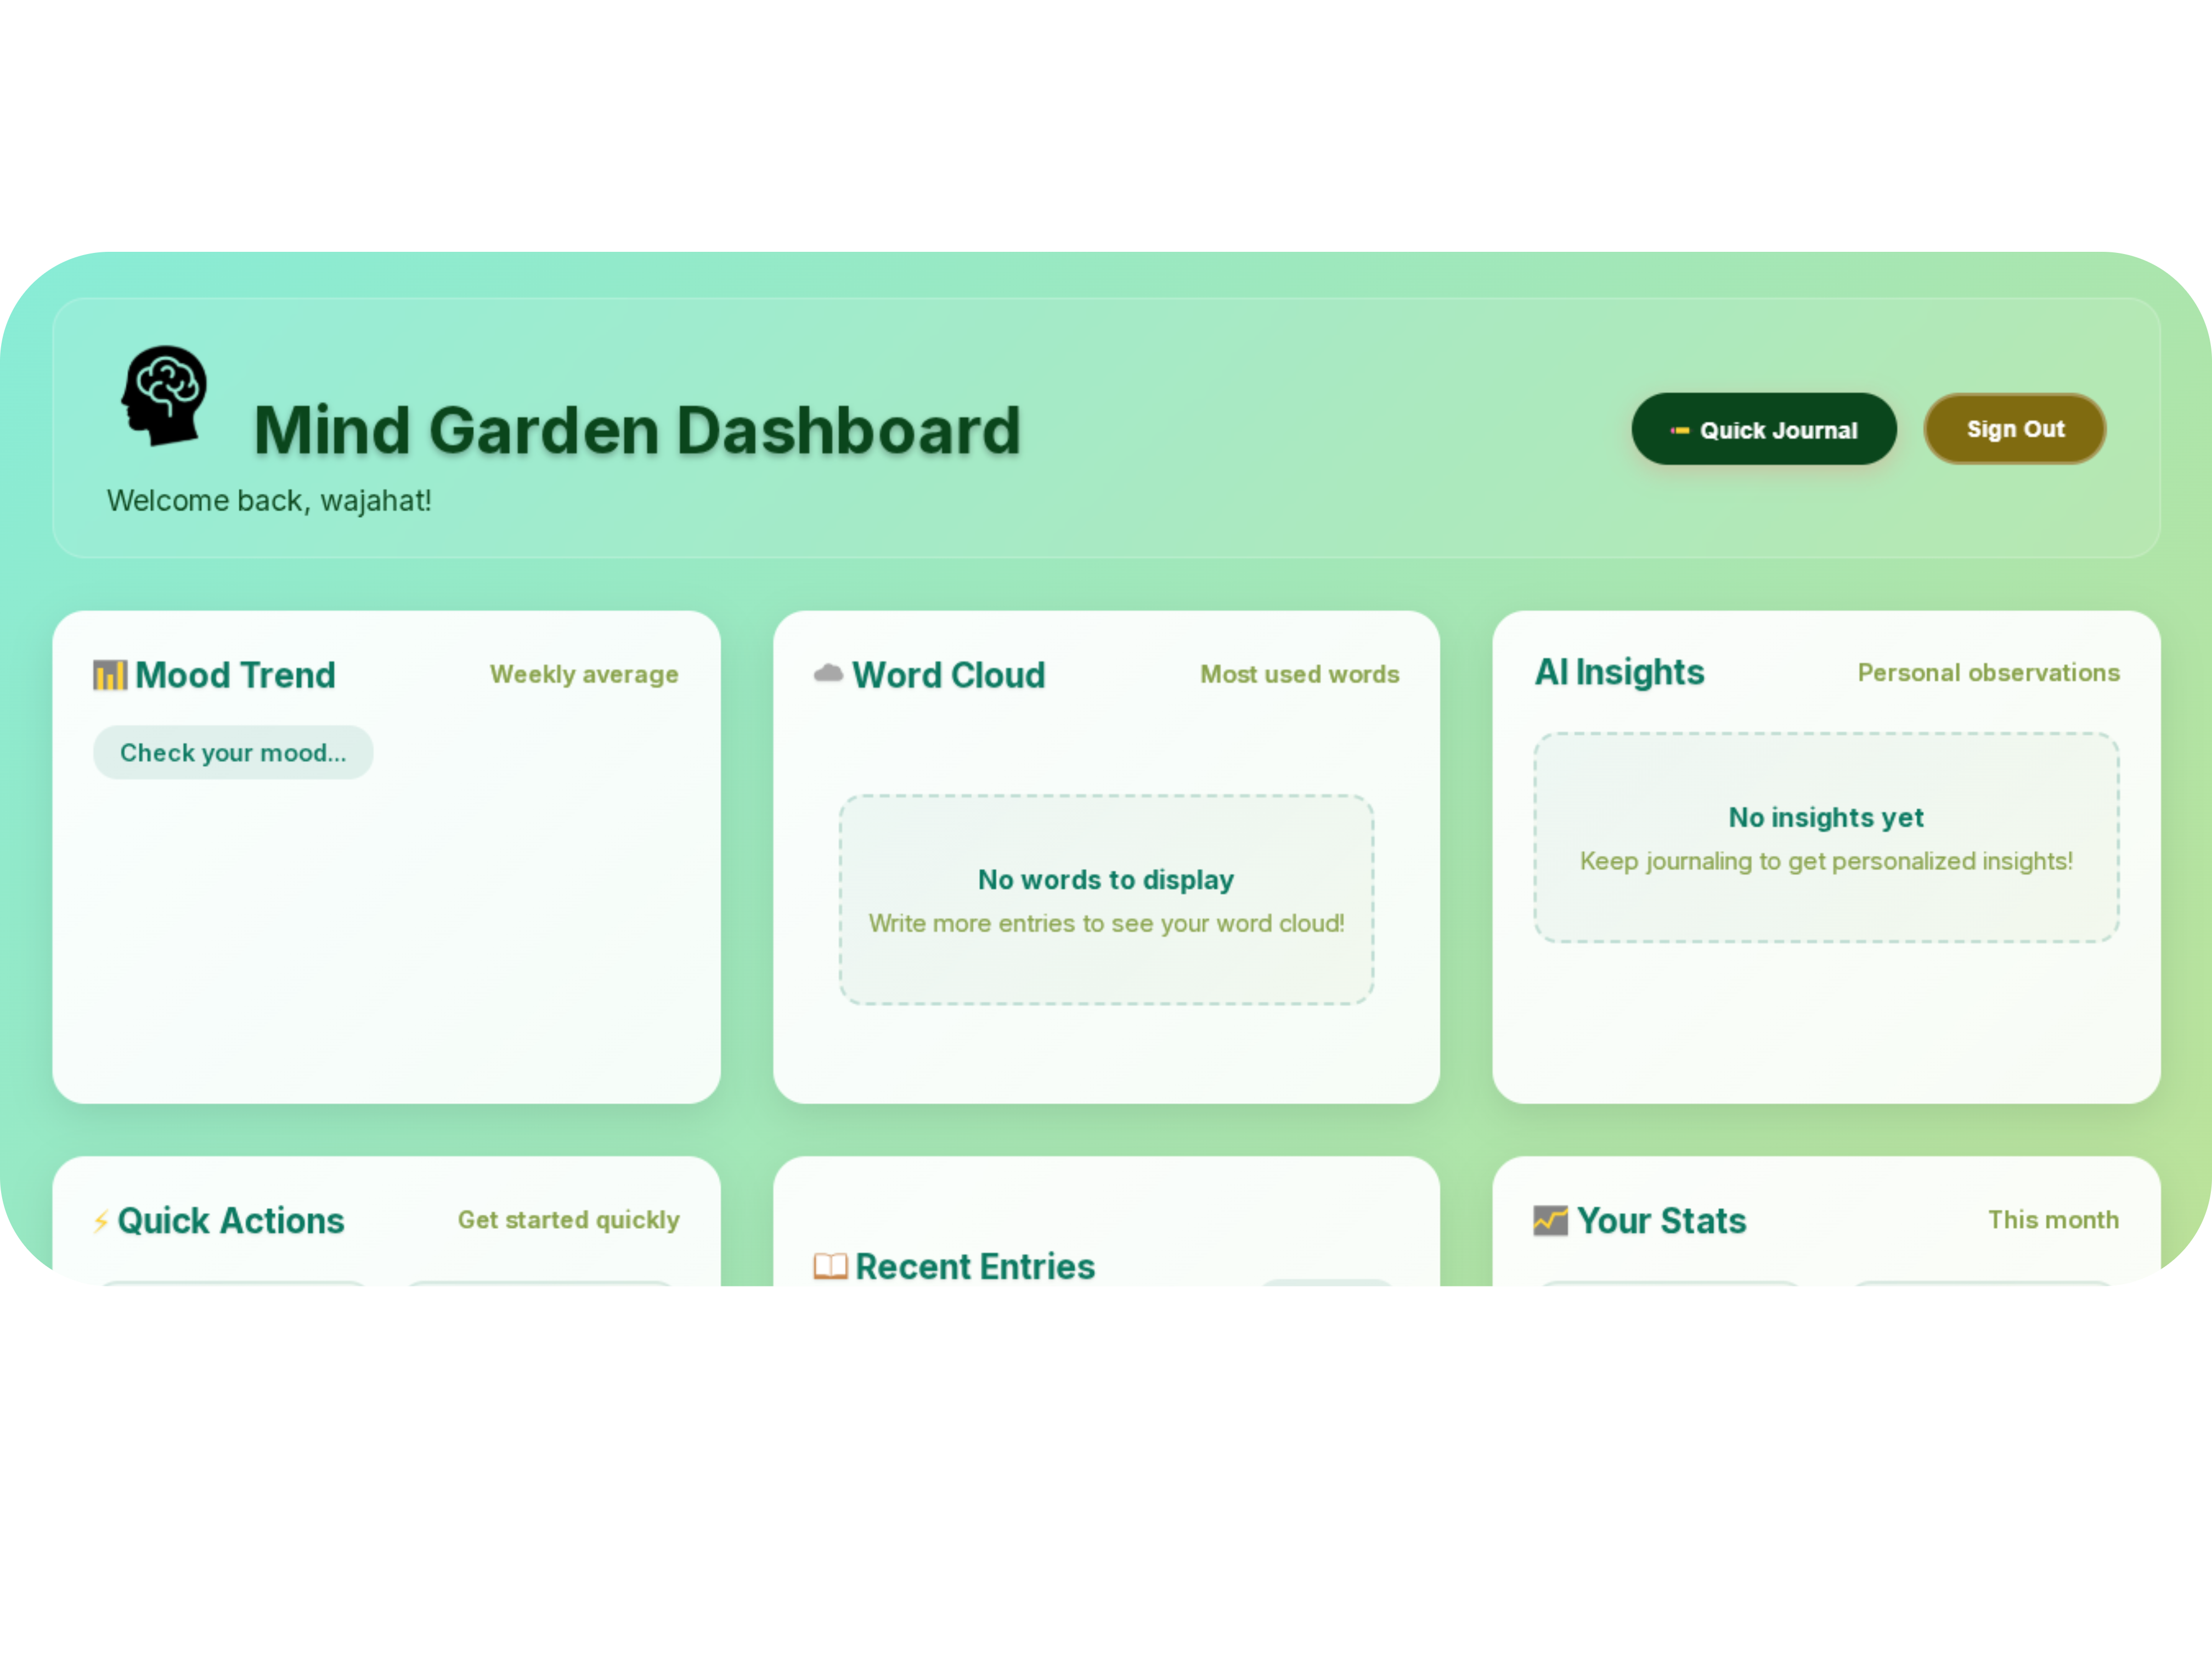 Mind Garden Dashboard
Welcome back, wajahat!
Quick Journal
Sign Out
Mood Trend
Weekly average
Check your mood...
Word Cloud
Most used words
No words to display
Write more entries to see your word cloud!
AI Insights
Personal observations
No insights yet
Keep journaling to get personalized insights!
Quick Actions
Get started quickly
Recent Entries
Your Stats
This month